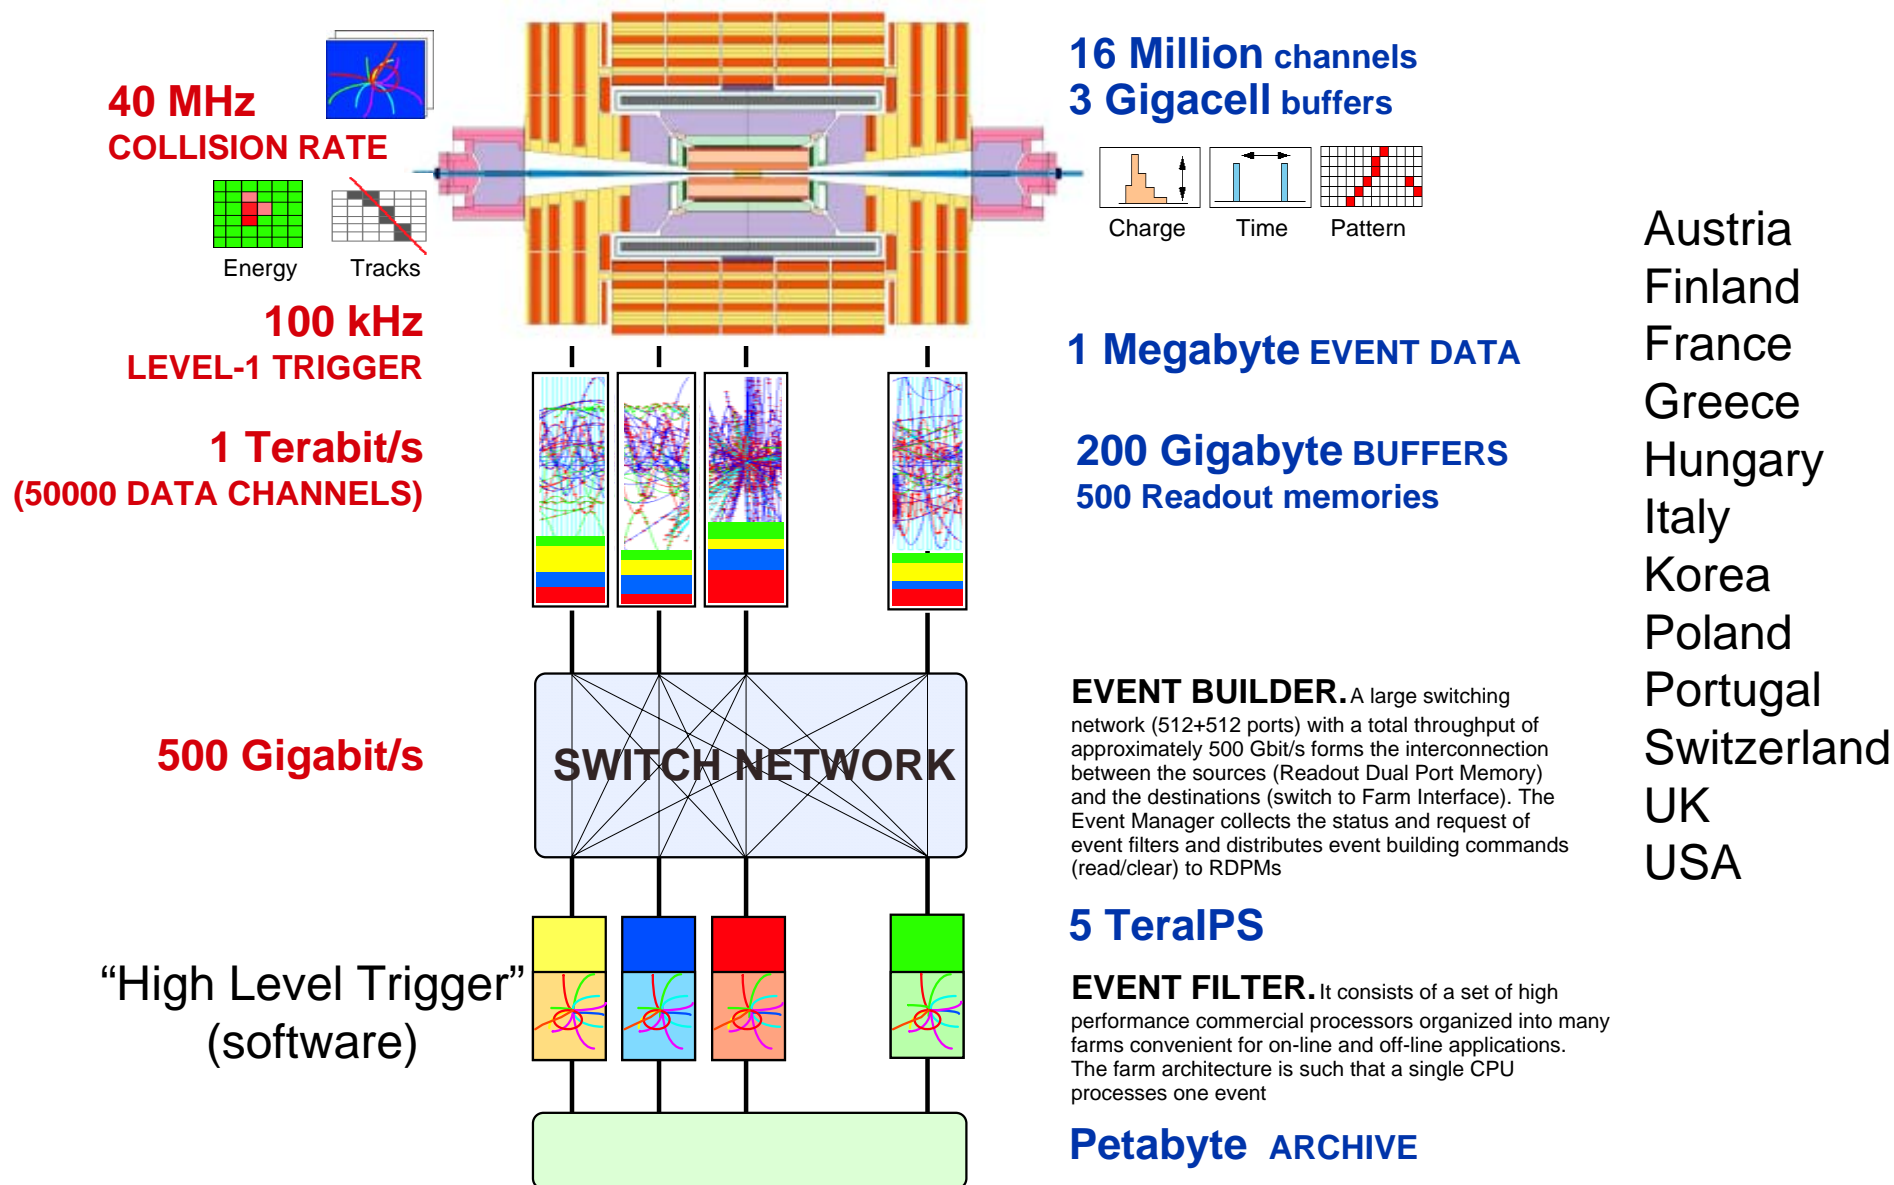 40 MHz
COLLISION RATE
Energy
Tracks
100 kHz
LEVEL-1 TRIGGER
1 Terabit/s
(50000 DATA CHANNELS)
500 Gigabit/s
“High Level Trigger”
(software)
SWITCH NETWORK
16 Million channels
3 Gigacell buffers
Charge
Time
Pattern
1 Megabyte EVENT DATA
200 Gigabyte BUFFERS
500 Readout memories
EVENT BUILDER. A large switching
network (512+512 ports) with a total throughput of
approximately 500 Gbit/s forms the interconnection
between the sources (Readout Dual Port Memory)
and the destinations (switch to Farm Interface). The
Event Manager collects the status and request of
event filters and distributes event building commands
(read/clear) to RDPMs
5 TeraIPS
EVENT FILTER. It consists of a set of high
performance commercial processors organized into many
farms convenient for on-line and off-line applications.
The farm architecture is such that a single CPU
processes one event
Petabyte ARCHIVE
Austria
Finland
France
Greece
Hungary
Italy
Korea
Poland
Portugal
Switzerland
UK
USA